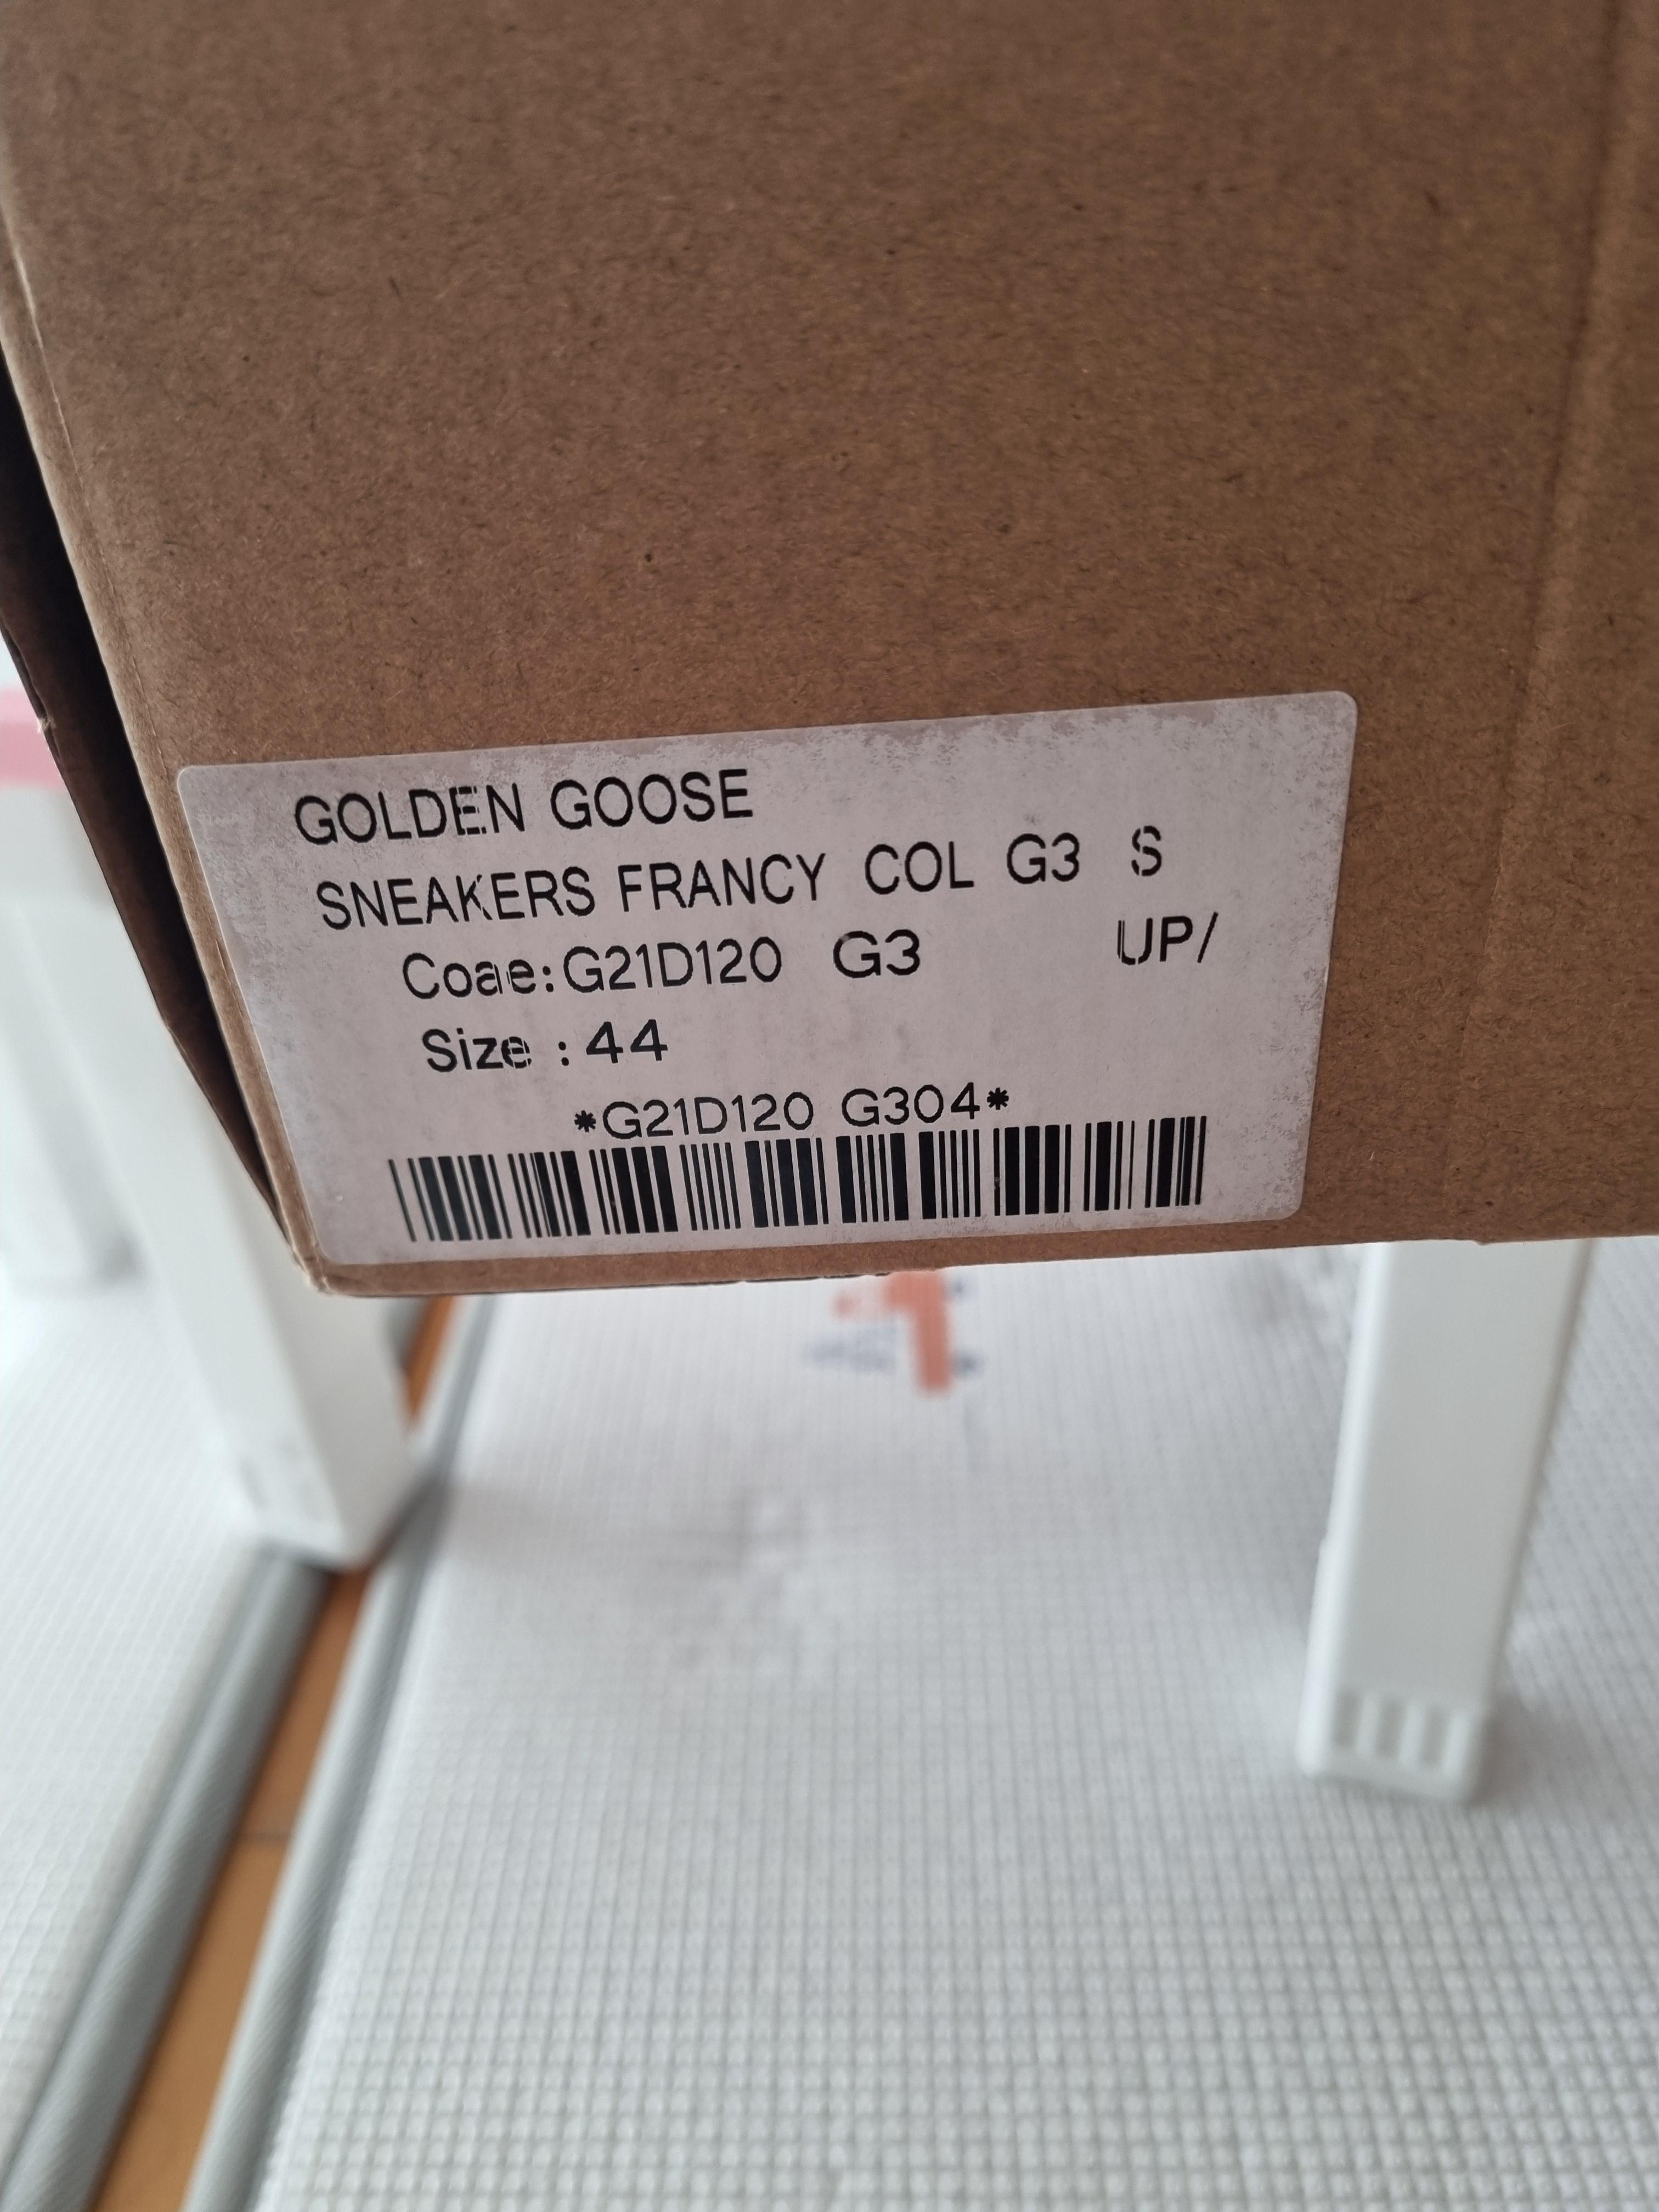 GOLDEN GOOSE
SNEAKERS FRANCY COL G3 S
Coae:G21D120 G3 UP/
Size : 44
*G21D120 G304*